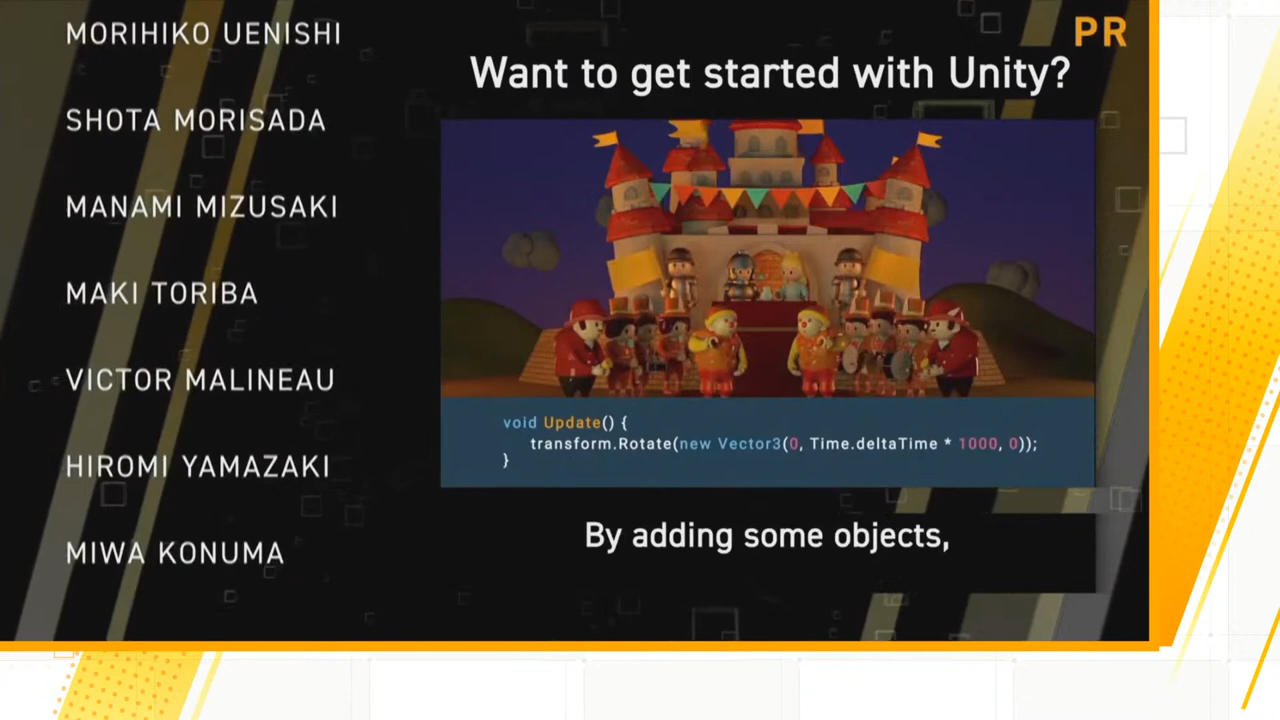 MORIHIKO UENISHI
SHOTA MORISADA
MANAMI MIZUSAKI
MAKI TORIBA
VICTOR MALINEAU
HIROMI YAMAZAKI
MIWA KONUMA
PR
Want to get started with Unity?
void Update() {
transform.Rotate(new Vector3(0, Time.deltaTime * 1000, 0));
}
By adding some objects,